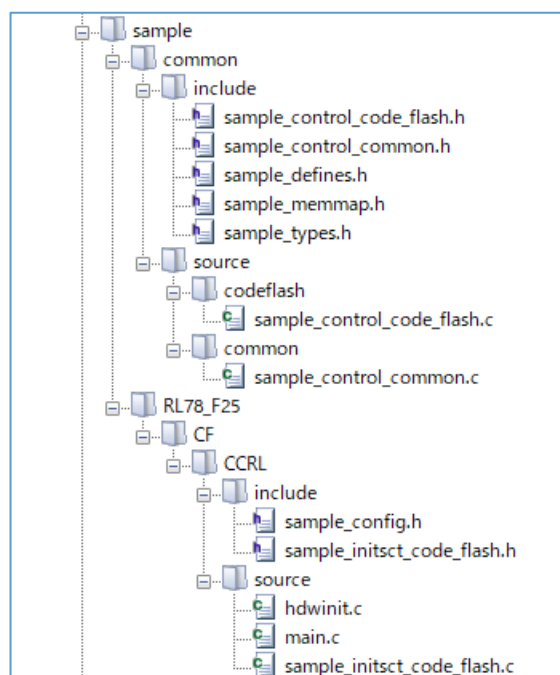 sample
common
include
sample_control_code_flash.h
sample_control_common.h
sample_defines.h
sample_memmap.h
sample_types.h
source
codeflash
sample_control_code_flash.c
common
sample_control_common.c
RL78_F25
CF
CCRL
include
sample_config.h
sample_initsct_code_flash.h
source
hdwinit.c
main.c
sample_initsct_code_flash.c